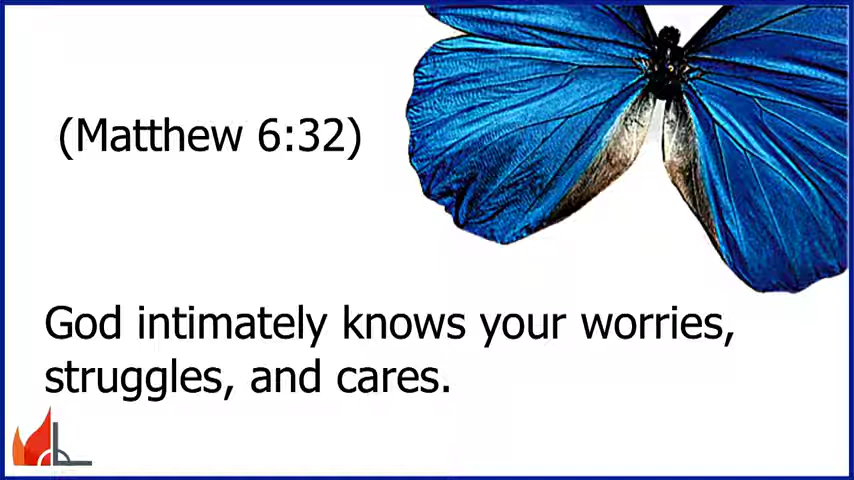 (Matthew 6:32)
God intimately knows your worries,
struggles, and cares.